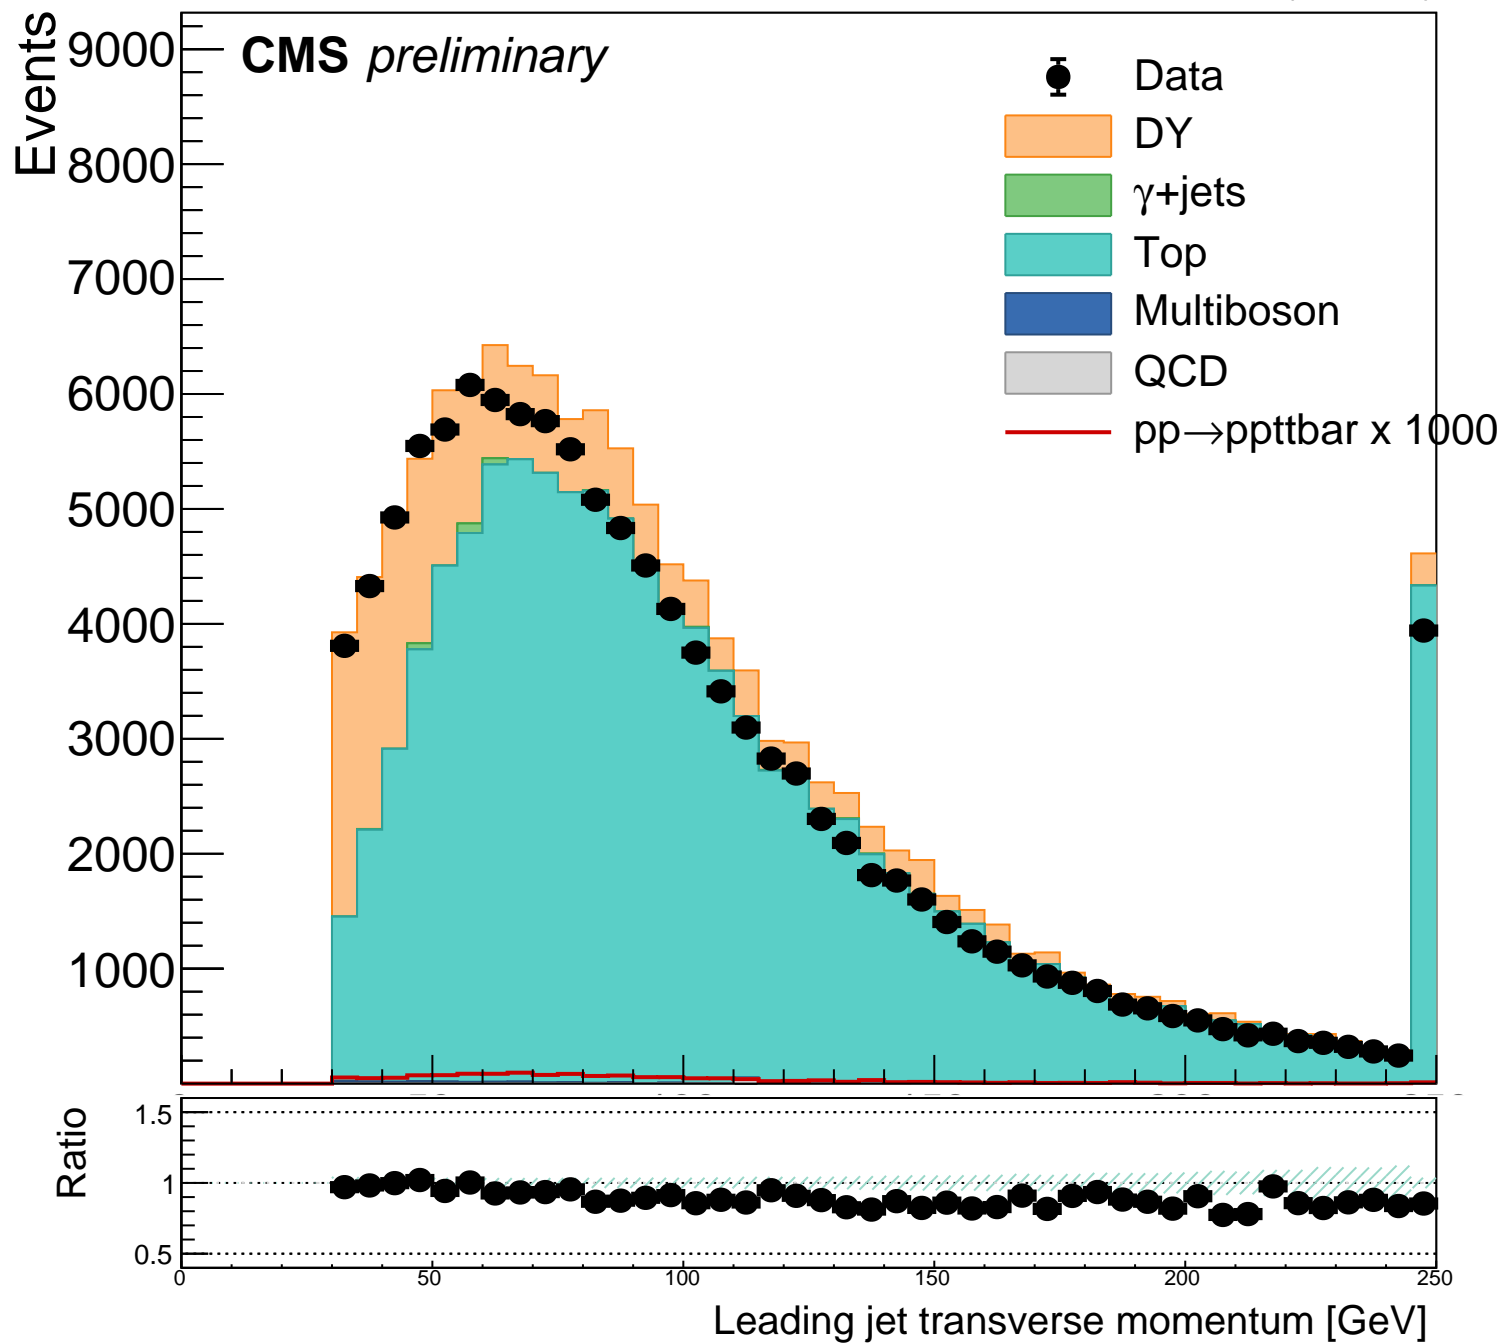 CMS preliminary
Events
9000
8000
7000
6000
5000
4000
3000
2000
1000
Data
DY
γ+jets
Top
Multiboson
QCD
pp→ppttbar x 1000
Ratio
1.5
1
0.5
0 50 100 150 200 250
Leading jet transverse momentum [GeV]